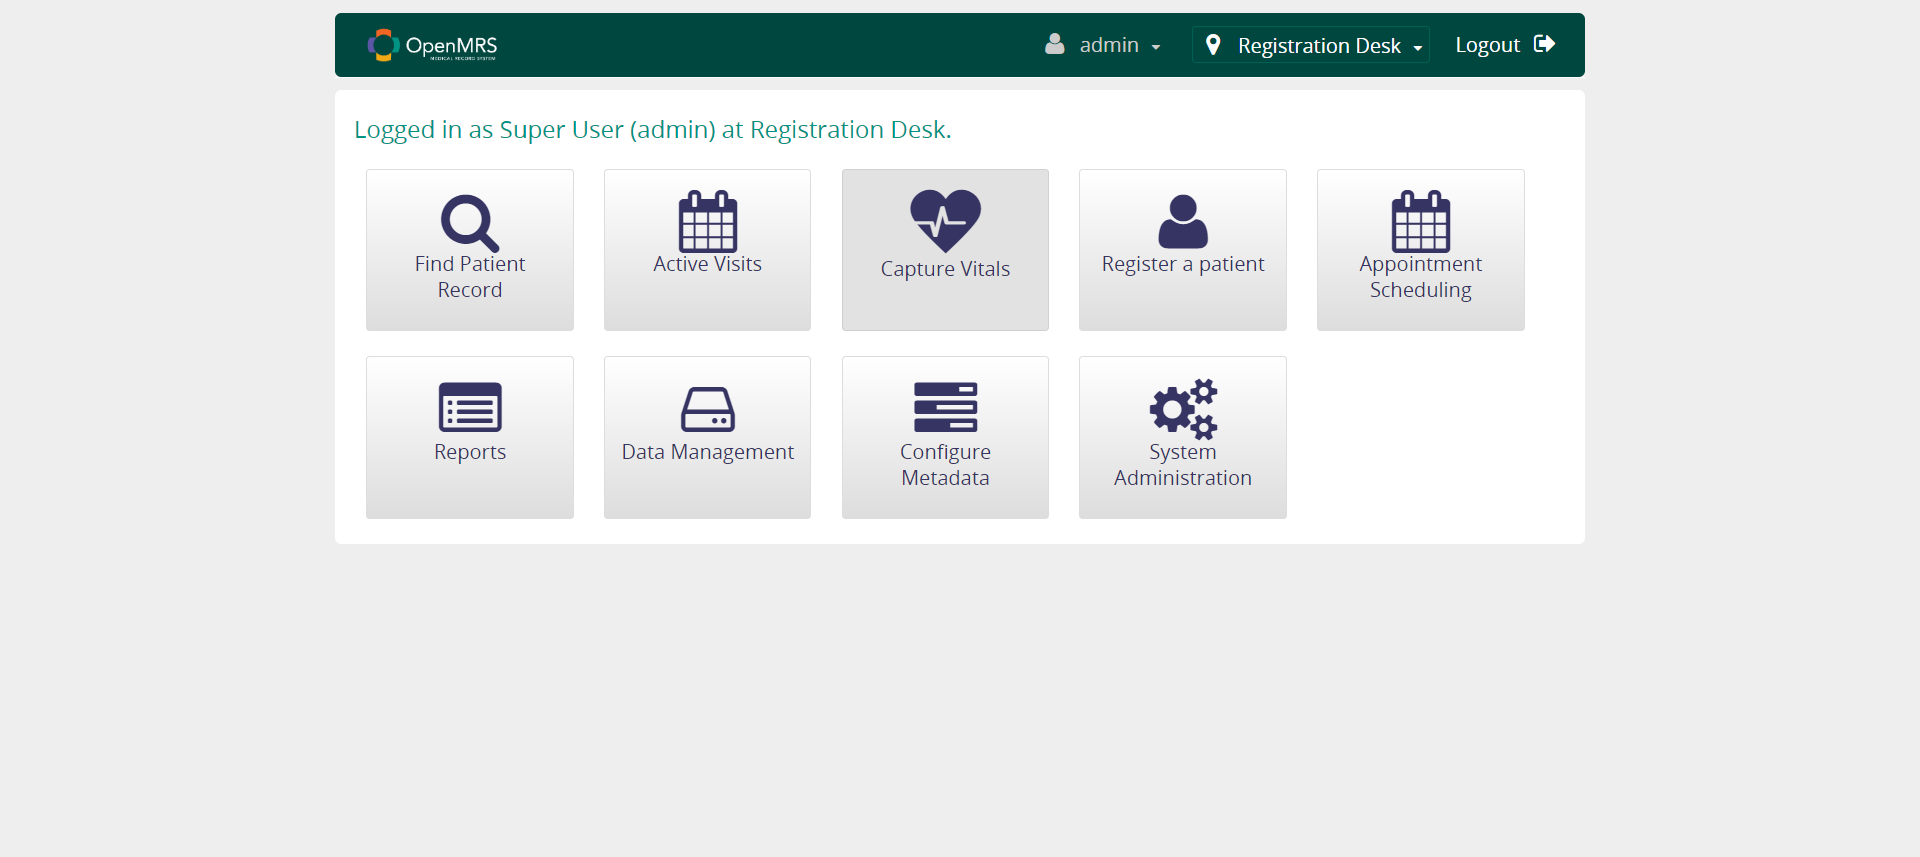 OpenMRS
MEDICAL RECORD SYSTEM
admin
Registration Desk
Logout
Logged in as Super User (admin) at Registration Desk.
Find Patient
Record
Active Visits
Capture Vitals
Register a patient
Appointment
Scheduling
Reports
Data Management
Configure
Metadata
System
Administration